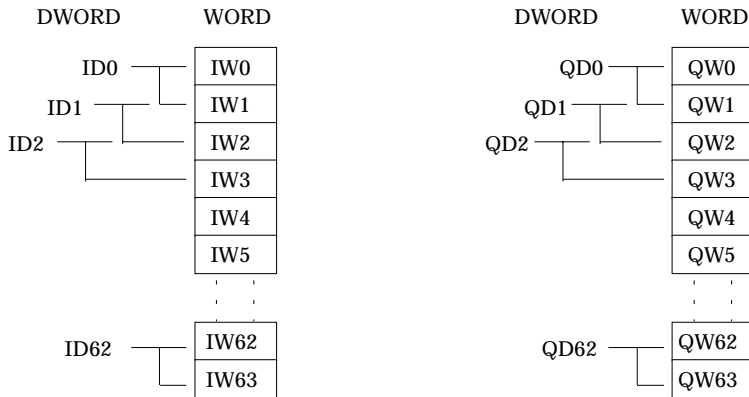 DWORD WORD DWORD WORD
ID0 IW0 QD0 QW0
ID1 IW1 QD1 QW1
ID2 IW2 QD2 QW2
IW3 QW3
IW4 QW4
IW5 QW5
ID62 IW62 QD62 QW62
IW63 QW63